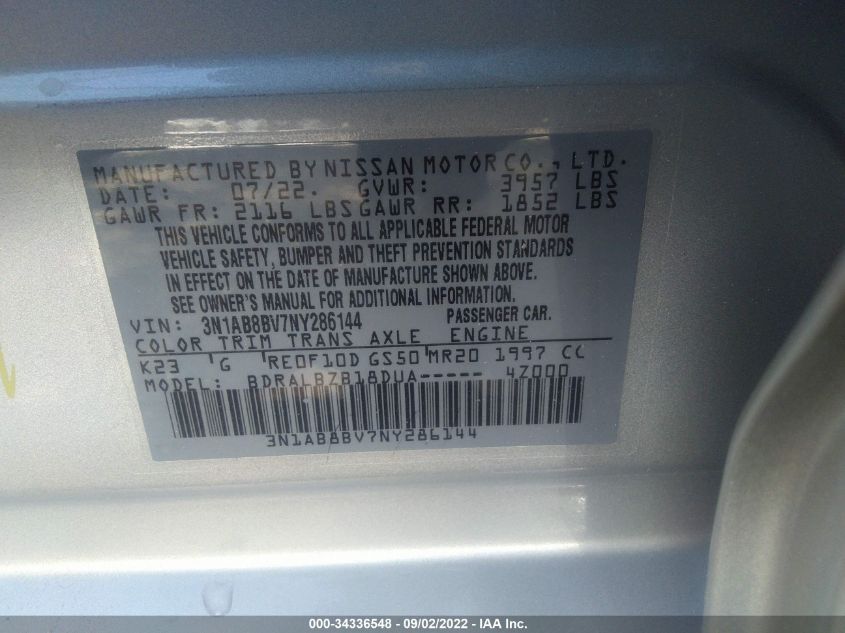 MANUFACTURED BY NISSAN MOTOR CO., LTD.
DATE: 07/22. GVWR: 3957 LBS
GAWR FR: 2116 LBS GAWR RR: 1852 LBS
THIS VEHICLE CONFORMS TO ALL APPLICABLE FEDERAL MOTOR
VEHICLE SAFETY, BUMPER AND THEFT PREVENTION STANDARDS
IN EFFECT ON THE DATE OF MANUFACTURE SHOWN ABOVE.
SEE OWNER'S MANUAL FOR ADDITIONAL INFORMATION.
VIN: 3N1AB8BV7NY286144 PASSENGER CAR.
COLOR TRIM TRANS AXLE ENGINE
K23 G RE0F10D GS50 MR20 1997 CC
MODEL: BDRALBZB18DUA----- 4Z000
3N1AB8BV7NY286144
000-34336548 - 09/02/2022 - IAA Inc.